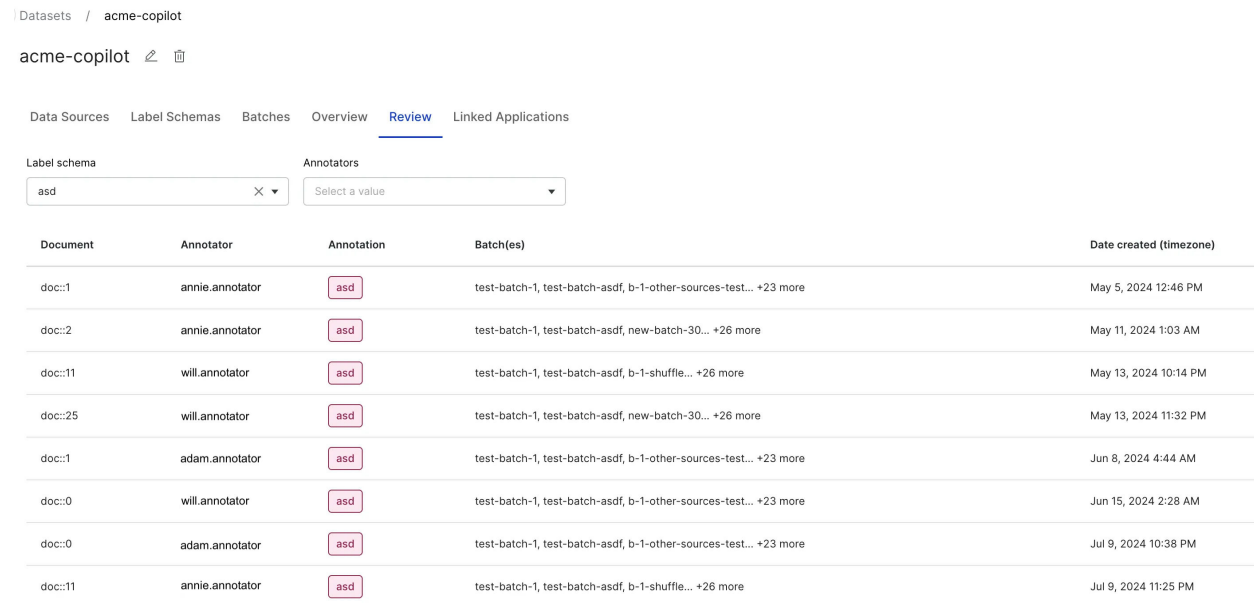 Datasets / acme-copilot
acme-copilot
Data Sources Label Schemas Batches Overview Review Linked Applications
Label schema Annotators
asd Select a value
Document Annotator Annotation Batch(es) Date created (timezone)
doc::1 annie.annotator asd test-batch-1, test-batch-asdf, b-1-other-sources-test... +23 more May 5, 2024 12:46 PM
doc::2 annie.annotator asd test-batch-1, test-batch-asdf, new-batch-30... +26 more May 11, 2024 1:03 AM
doc::11 will.annotator asd test-batch-1, test-batch-asdf, b-1-shuffle... +26 more May 13, 2024 10:14 PM
doc::25 will.annotator asd test-batch-1, test-batch-asdf, new-batch-30... +26 more May 13, 2024 11:32 PM
doc::1 adam.annotator asd test-batch-1, test-batch-asdf, b-1-other-sources-test... +23 more Jun 8, 2024 4:44 AM
doc::0 will.annotator asd test-batch-1, test-batch-asdf, b-1-other-sources-test... +23 more Jun 15, 2024 2:28 AM
doc::0 adam.annotator asd test-batch-1, test-batch-asdf, b-1-other-sources-test... +23 more Jul 9, 2024 10:38 PM
doc::11 annie.annotator asd test-batch-1, test-batch-asdf, b-1-shuffle... +26 more Jul 9, 2024 11:25 PM